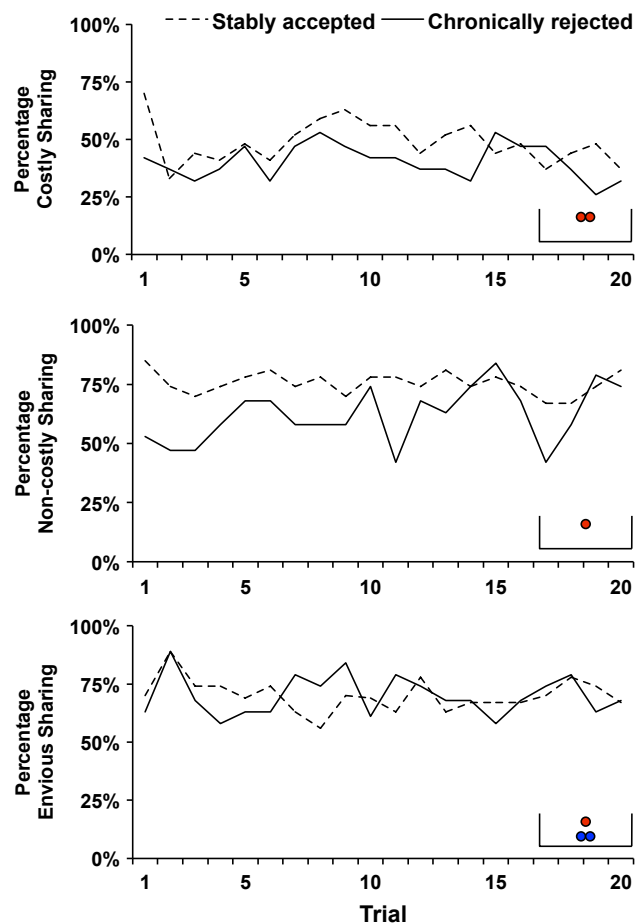 Stably accepted Chronically rejected
Percentage
Costly Sharing
100%
75%
50%
25%
0%
1 5 10 15 20
Percentage
Non-costly Sharing
100%
75%
50%
25%
0%
1 5 10 15 20
Percentage
Envious Sharing
100%
75%
50%
25%
0%
1 5 10 15 20
Trial